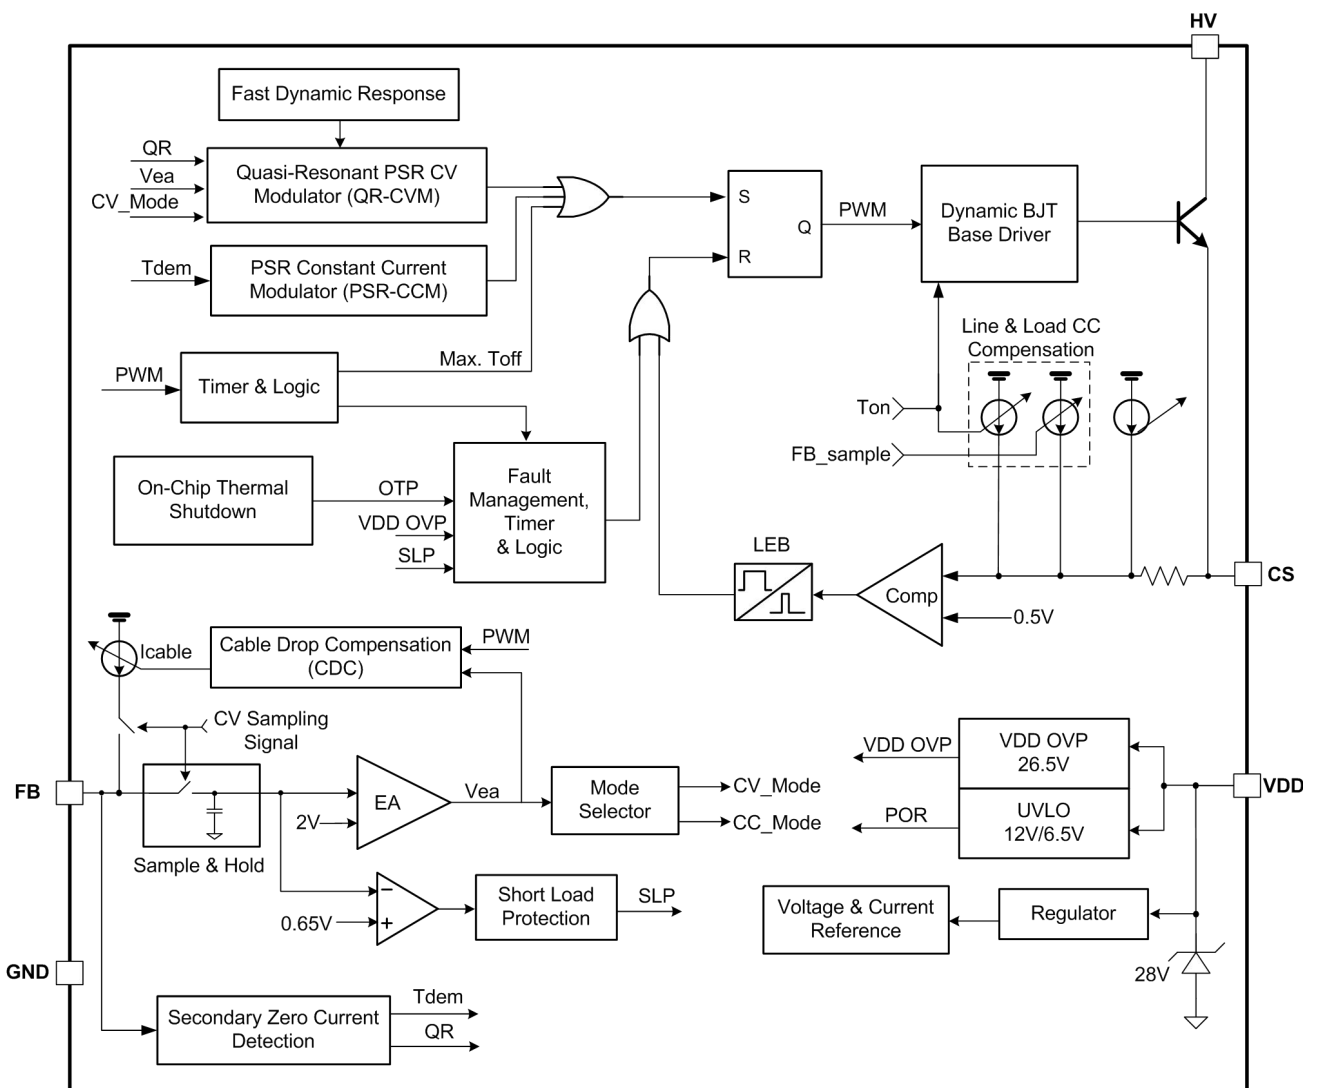 HV
Fast Dynamic Response
QR
Vea
CV_Mode
Quasi-Resonant PSR CV
Modulator (QR-CVM)
S
R
Q
PWM
Dynamic BJT
Base Driver
Tdem
PSR Constant Current
Modulator (PSR-CCM)
Line & Load CC
Compensation
PWM
Timer & Logic
Max. Toff
Ton
FB_sample
On-Chip Thermal
Shutdown
OTP
VDD OVP
SLP
Fault
Management,
Timer
& Logic
LEB
Comp
0.5V
CS
Icable
Cable Drop Compensation
(CDC)
PWM
CV Sampling
Signal
FB
Sample & Hold
2V
EA
Vea
Mode
Selector
CV_Mode
CC_Mode
VDD OVP
POR
VDD OVP
26.5V
UVLO
12V/6.5V
VDD
0.65V
−
+
Short Load
Protection
SLP
Voltage & Current
Reference
Regulator
28V
GND
Secondary Zero Current
Detection
Tdem
QR